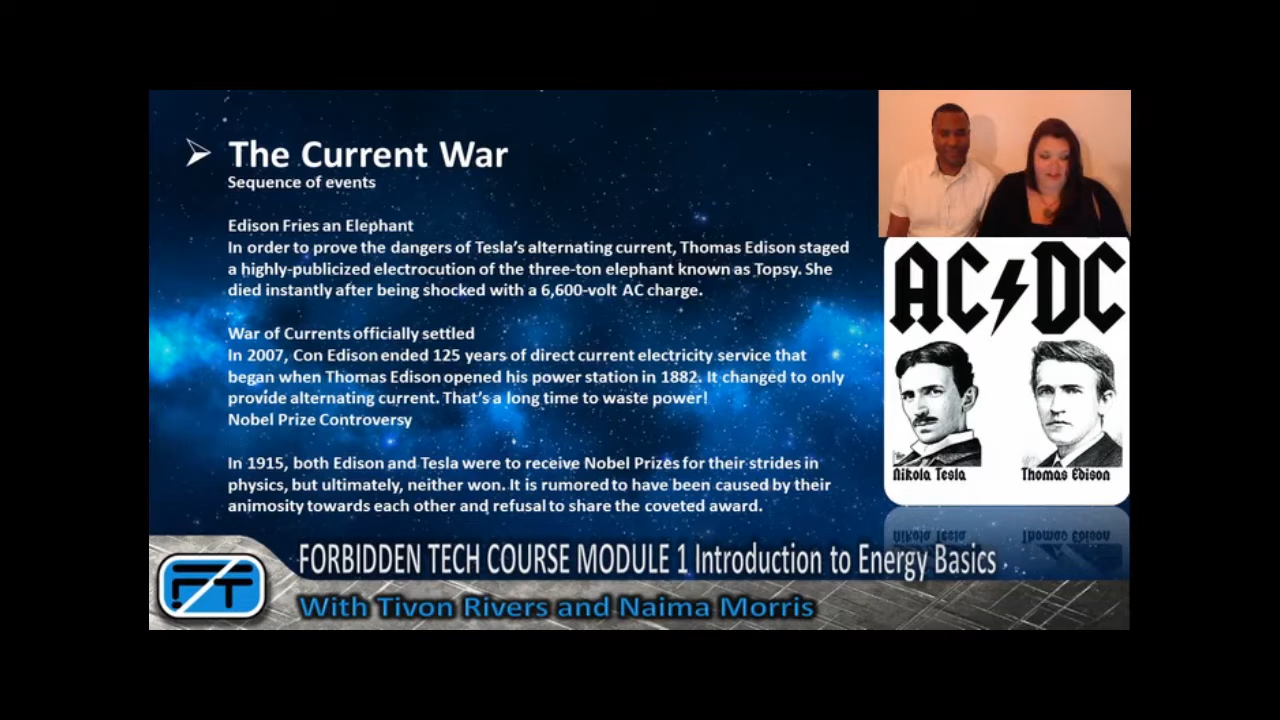 The Current War
Sequence of events
Edison Fries an Elephant
In order to prove the dangers of Tesla's alternating current, Thomas Edison staged
a highly-publicized electrocution of the three-ton elephant known as Topsy. She
died instantly after being shocked with a 6,600-volt AC charge.
War of Currents officially settled
In 2007, Con Edison ended 125 years of direct current electricity service that
began when Thomas Edison opened his power station in 1882. It changed to only
provide alternating current. That's a long time to waste power!
Nobel Prize Controversy
In 1915, both Edison and Tesla were to receive Nobel Prizes for their strides in
physics, but ultimately, neither won. It is rumored to have been caused by their
animosity towards each other and refusal to share the coveted award.
AC DC
Nikola Tesla Thomas Edison
FT
FORBIDDEN TECH COURSE MODULE 1 Introduction to Energy Basics
With Tivon Rivers and Naima Morris